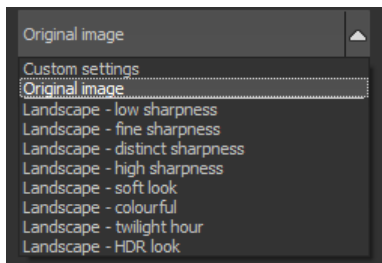 Original image
Custom settings
Original image
Landscape - low sharpness
Landscape - fine sharpness
Landscape - distinct sharpness
Landscape - high sharpness
Landscape - soft look
Landscape - colourful
Landscape - twilight hour
Landscape - HDR look